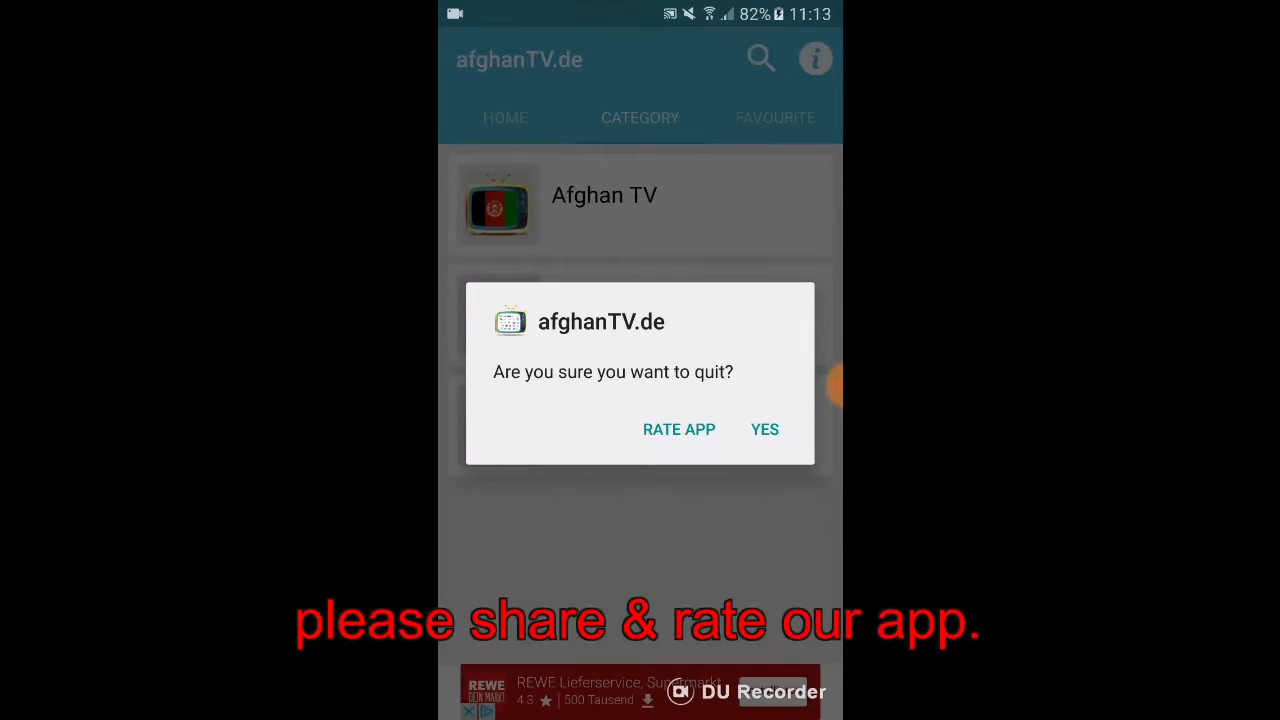 82% 11:13
afghanTV.de
HOME CATEGORY FAVOURITE
Afghan TV
afghanTV.de
Are you sure you want to quit?
RATE APP YES
please share & rate our app.
REWE DEIN MARKT
REWE Lieferservice, Supermarkt
4.3 ★ | 500 Tausend
DU Recorder